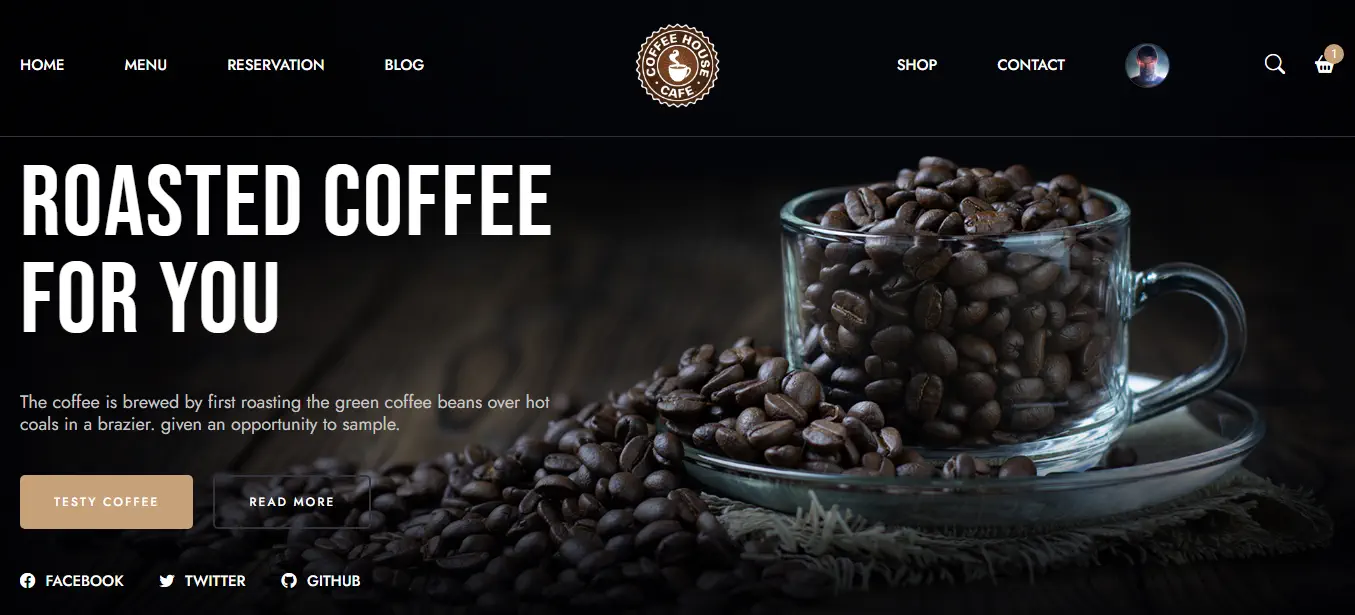 HOME
MENU
RESERVATION
BLOG
COFFEE HOUSE
CAFE
SHOP
CONTACT
1
ROASTED COFFEE
FOR YOU
The coffee is brewed by first roasting the green coffee beans over hot
coals in a brazier. given an opportunity to sample.
TESTY COFFEE
READ MORE
FACEBOOK
TWITTER
GITHUB